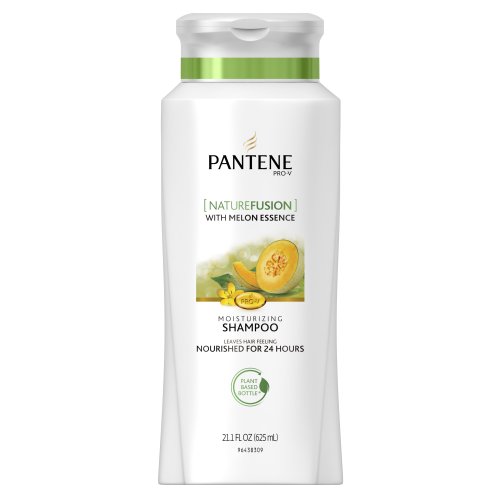 PANTENE
PRO-V
[NATUREFUSION]
WITH MELON ESSENCE
PRO-V
MOISTURIZING
SHAMPOO
LEAVES HAIR FEELING
NOURISHED FOR 24 HOURS
PLANT
BASED
BOTTLE*
21.1 FL OZ (625 mL)
96438309